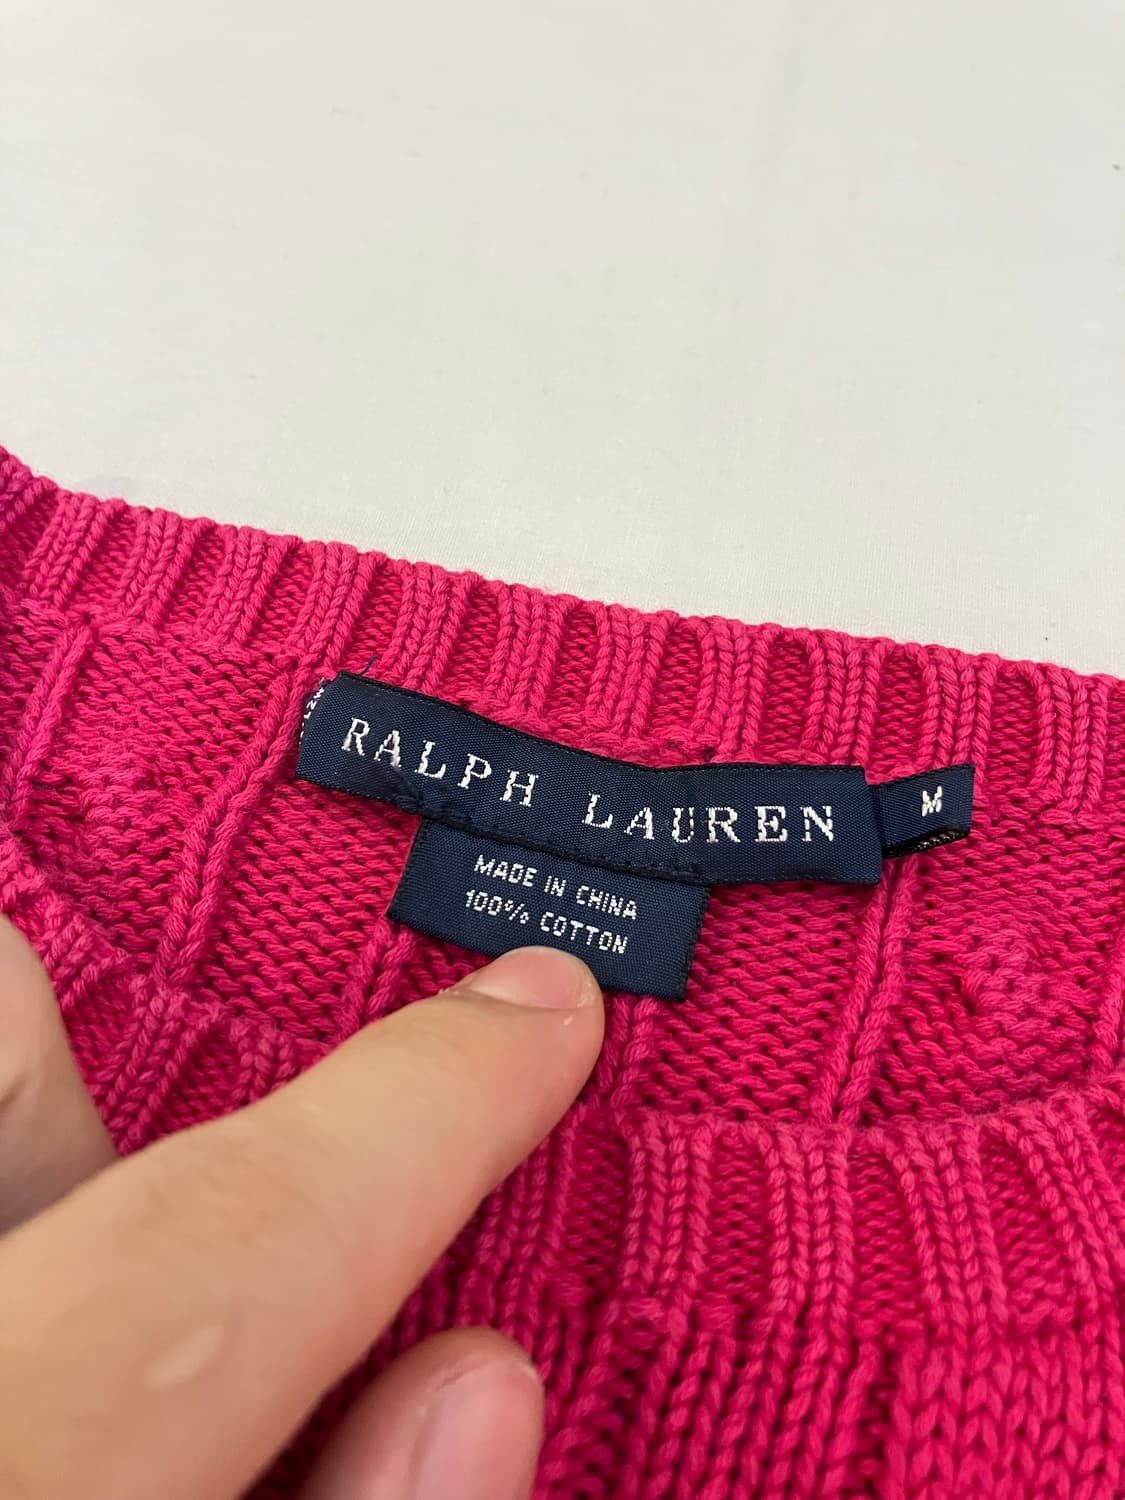 RALPH LAUREN
M
MADE IN CHINA
100% COTTON